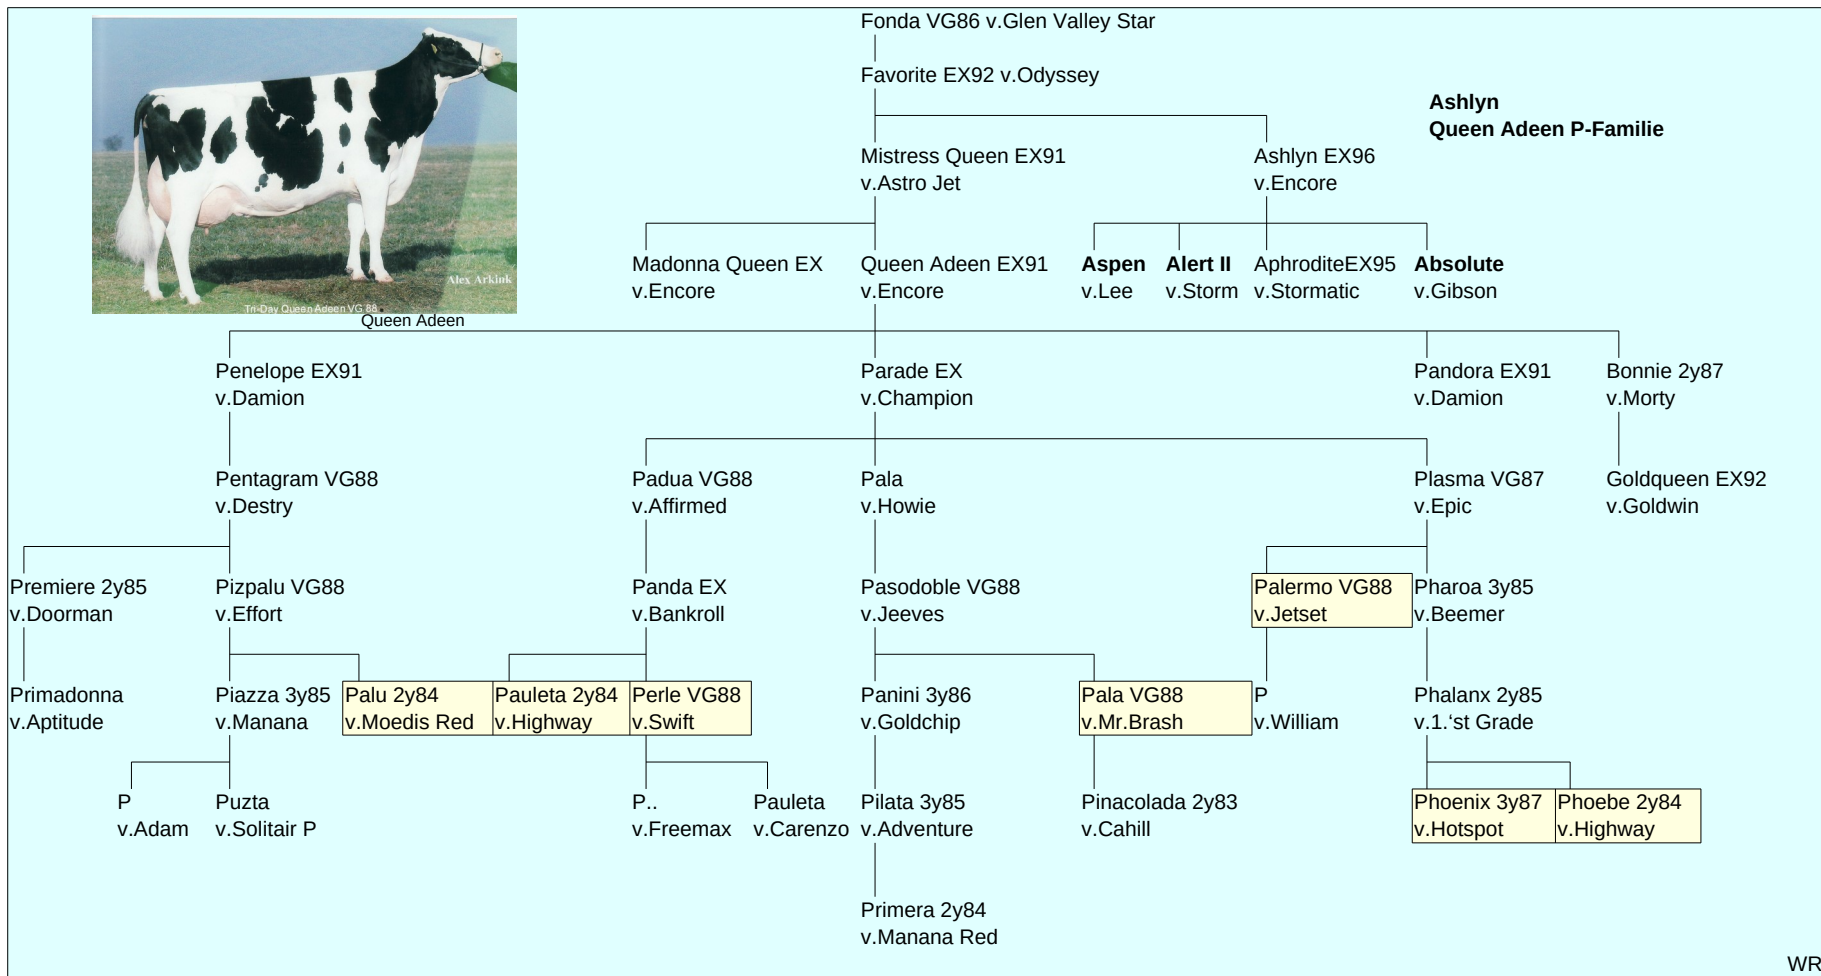 Fonda VG86 v.Glen Valley Star
Favorite EX92 v.Odyssey
Ashlyn
Queen Adeen P-Familie
Mistress Queen EX91
v.Astro Jet
Ashlyn EX96
v.Encore
Madonna Queen EX
v.Encore
Queen Adeen EX91
v.Encore
Aspen
v.Lee
Alert II
v.Storm
AphroditeEX95
v.Stormatic
Absolute
v.Gibson
Alex Arkink
Tri-Day Queen Adeen VG 88
Queen Adeen
Penelope EX91
v.Damion
Parade EX
v.Champion
Pandora EX91
v.Damion
Bonnie 2y87
v.Morty
Pentagram VG88
v.Destry
Padua VG88
v.Affirmed
Pala
v.Howie
Plasma VG87
v.Epic
Goldqueen EX92
v.Goldwin
Premiere 2y85
v.Doorman
Pizpalu VG88
v.Effort
Panda EX
v.Bankroll
Pasodoble VG88
v.Jeeves
Palermo VG88
v.Jetset
Pharoa 3y85
v.Beemer
Primadonna
v.Aptitude
Piazza 3y85
v.Manana
Palu 2y84
v.Moedis Red
Pauleta 2y84
v.Highway
Perle VG88
v.Swift
Panini 3y86
v.Goldchip
Pala VG88
v.Mr.Brash
P
v.William
Phalanx 2y85
v.1.‘st Grade
P
v.Adam
Puzta
v.Solitair P
P..
v.Freemax
Pauleta
v.Carenzo
Pilata 3y85
v.Adventure
Pinacolada 2y83
v.Cahill
Phoenix 3y87
v.Hotspot
Phoebe 2y84
v.Highway
Primera 2y84
v.Manana Red
WR